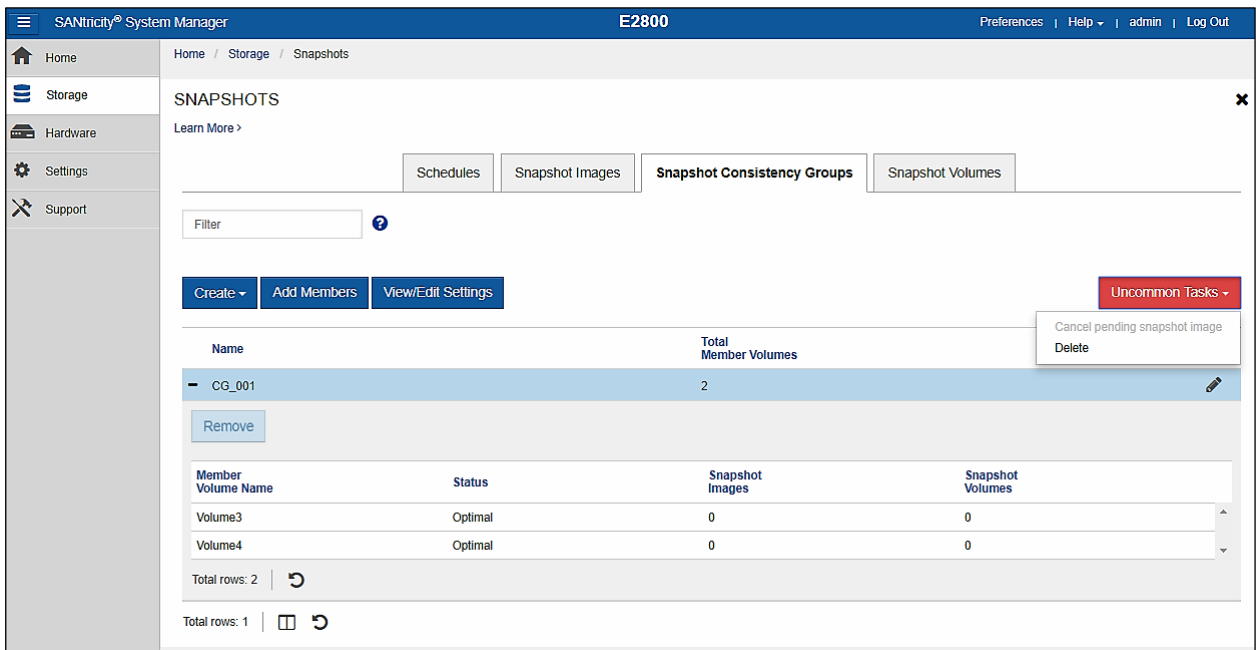 SANtricity® System Manager
E2800
Preferences | Help | admin | Log Out
Home
Storage
Hardware
Settings
Support
Home / Storage / Snapshots
SNAPSHOTS
Learn More >
Schedules
Snapshot Images
Snapshot Consistency Groups
Snapshot Volumes
Filter
?
Create
Add Members
View/Edit Settings
Uncommon Tasks
Cancel pending snapshot image
Delete
Name
Total
Member Volumes
CG_001 2
Remove
Member
Volume Name
Status
Snapshot
Images
Snapshot
Volumes
Volume3 Optimal 0 0
Volume4 Optimal 0 0
Total rows: 2
Total rows: 1